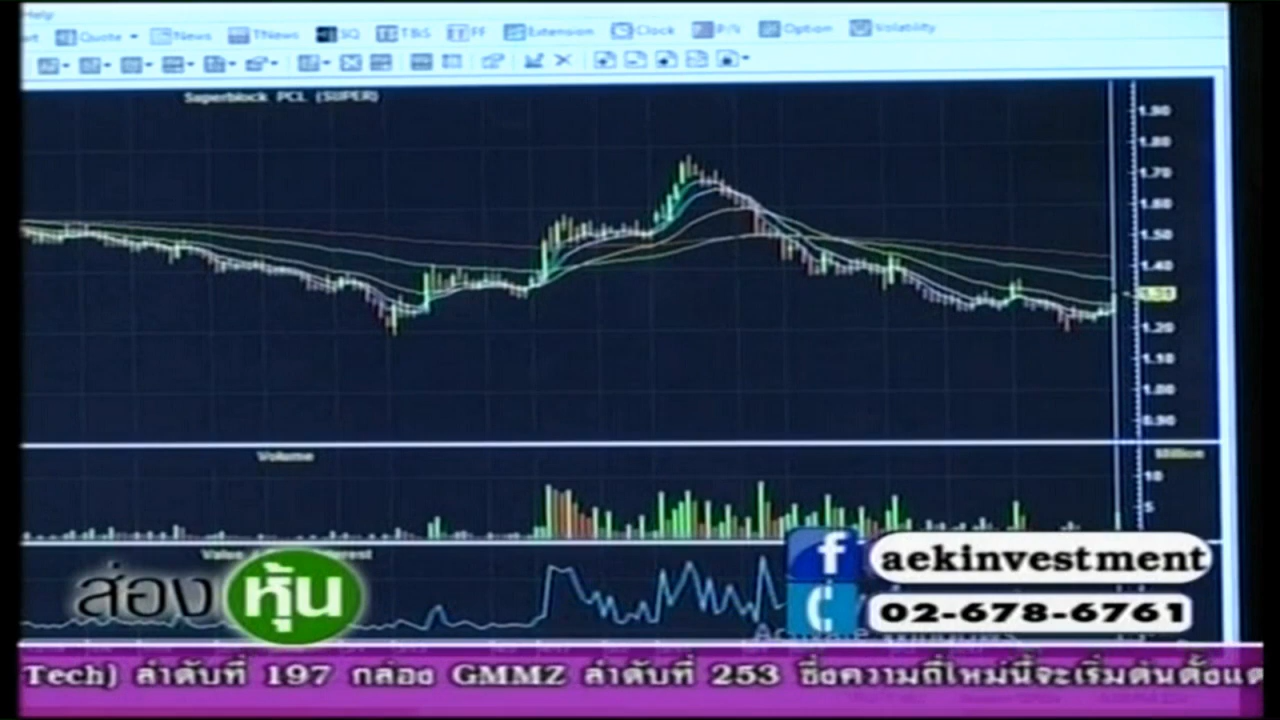 Help
Quote News TNews SQ T&S FF Extension Clock P/N Option Volatility
Superblock PCL (SUPER)
1.90
1.80
1.70
1.60
1.50
1.40
1.31
1.20
1.10
1.00
0.90
Volume Million
10
5
Value
ส่อง หุ้น
f aekinvestment
02-678-6761
Tech) ลำดับที่ 197 กล่อง GMMZ ลำดับที่ 253 ซึ่งความถี่ใหม่นี้จะเริ่มต้นตั้งแต่